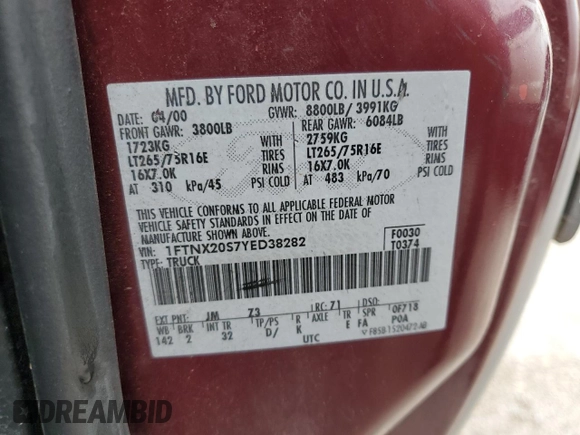 MFD. BY FORD MOTOR CO. IN U.S.A.
DATE: 04/00 GVWR: 8800LB/ 3991KG
FRONT GAWR: 3800LB REAR GAWR: 6084LB
1723KG WITH 2759KG WITH
LT265/75R16E TIRES LT265/75R16E TIRES
16X7.0K RIMS 16X7.0K RIMS
AT 310 kPa/45 PSI COLD AT 483 kPa/70 PSI COLD
THIS VEHICLE CONFORMS TO ALL APPLICABLE FEDERAL MOTOR
VEHICLE SAFETY STANDARDS IN EFFECT ON THE DATE OF
MANUFACTURE SHOWN ABOVE.
VIN: 1FTNX20S7YED38282 F0030
TYPE: TRUCK T0374
EXT PNT: JM Z3 RC: 71 DSO:
WB BRK INT TR TP/PS R AXLE TR SPR 0F718
142 2 32 D/ K E FA POA
UTC
DREAMBID